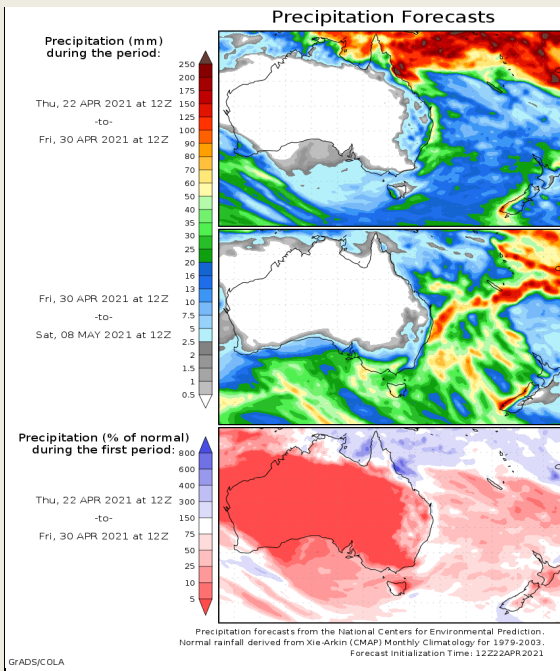 Precipitation Forecasts
Precipitation (mm)
during the period:
Thu, 22 APR 2021 at 12Z
-to-
Fri, 30 APR 2021 at 12Z
250
200
175
150
125
100
90
80
70
60
50
40
35
30
25
20
16
13
10
7.5
5
2.5
2
1.5
1
0.5
Fri, 30 APR 2021 at 12Z
-to-
Sat, 08 MAY 2021 at 12Z
Precipitation (% of normal)
during the first period:
Thu, 22 APR 2021 at 12Z
-to-
Fri, 30 APR 2021 at 12Z
800
600
400
300
150
75
50
25
10
5
Precipitation forecasts from the National Centers for Environmental Prediction.
Normal rainfall derived from Xie-Arkin (CMAP) Monthly Climatology for 1979-2003.
Forecast Initialization Time: 12Z22APR2021
GrADS/COLA